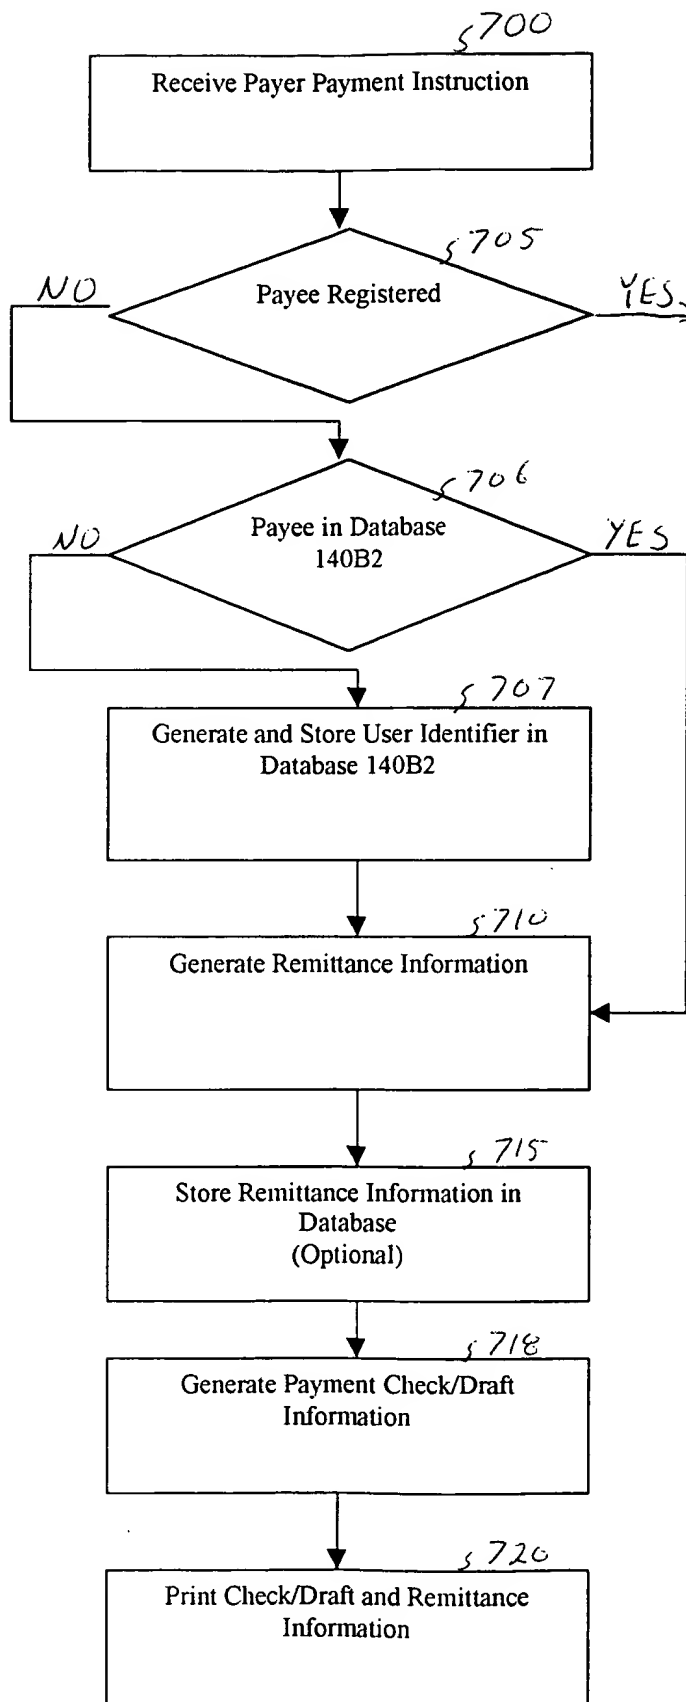 700
Receive Payer Payment Instruction
705
NO
Payee Registered
YES
706
NO
Payee in Database
140B2
YES
707
Generate and Store User Identifier in
Database 140B2
710
Generate Remittance Information
715
Store Remittance Information in
Database
(Optional)
718
Generate Payment Check/Draft
Information
720
Print Check/Draft and Remittance
Information